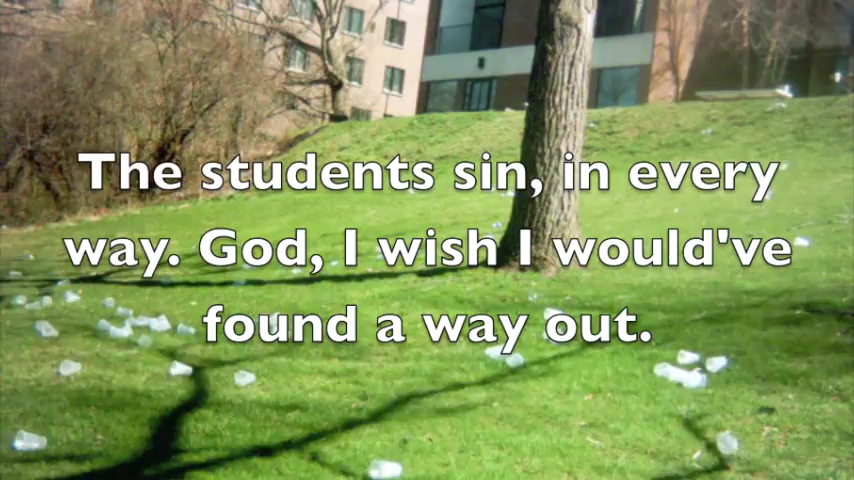 The students sin, in every
way. God, I wish I would've
found a way out.